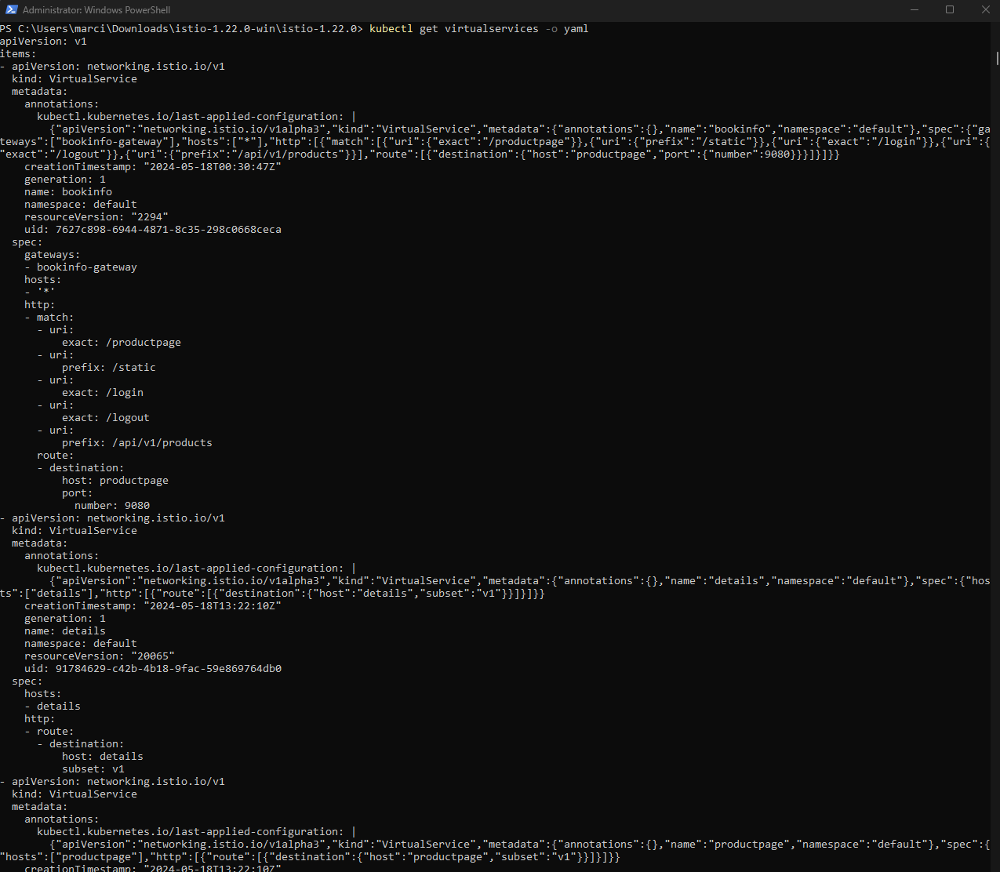 Administrator: Windows PowerShell
PS C:\Users\marci\Downloads\istio-1.22.0-win\istio-1.22.0> kubectl get virtualservices -o yaml
apiVersion: v1
items:
- apiVersion: networking.istio.io/v1
  kind: VirtualService
  metadata:
    annotations:
      kubectl.kubernetes.io/last-applied-configuration: |
        {"apiVersion":"networking.istio.io/v1alpha3","kind":"VirtualService","metadata":{"annotations":{},"name":"bookinfo","namespace":"default"},"spec":{"ga
teways":["bookinfo-gateway"],"hosts":["*"],"http":[{"match":[{"uri":{"exact":"/productpage"}},{"uri":{"prefix":"/static"}},{"uri":{"exact":"/login"}},{"uri":{
"exact":"/logout"}},{"uri":{"prefix":"/api/v1/products"}}],"route":[{"destination":{"host":"productpage","port":{"number":9080}}}]}]}}
    creationTimestamp: "2024-05-18T00:30:47Z"
    generation: 1
    name: bookinfo
    namespace: default
    resourceVersion: "2294"
    uid: 7627c898-6944-4871-8c35-298c0668ceca
  spec:
    gateways:
    - bookinfo-gateway
    hosts:
    - '*'
    http:
    - match:
      - uri:
          exact: /productpage
      - uri:
          prefix: /static
      - uri:
          exact: /login
      - uri:
          exact: /logout
      - uri:
          prefix: /api/v1/products
      route:
      - destination:
          host: productpage
          port:
            number: 9080
- apiVersion: networking.istio.io/v1
  kind: VirtualService
  metadata:
    annotations:
      kubectl.kubernetes.io/last-applied-configuration: |
        {"apiVersion":"networking.istio.io/v1alpha3","kind":"VirtualService","metadata":{"annotations":{},"name":"details","namespace":"default"},"spec":{"hos
ts":["details"],"http":[{"route":[{"destination":{"host":"details","subset":"v1"}}]}]}}
    creationTimestamp: "2024-05-18T13:22:10Z"
    generation: 1
    name: details
    namespace: default
    resourceVersion: "20065"
    uid: 91784629-c42b-4b18-9fac-59e869764db0
  spec:
    hosts:
    - details
    http:
    - route:
      - destination:
          host: details
          subset: v1
- apiVersion: networking.istio.io/v1
  kind: VirtualService
  metadata:
    annotations:
      kubectl.kubernetes.io/last-applied-configuration: |
        {"apiVersion":"networking.istio.io/v1alpha3","kind":"VirtualService","metadata":{"annotations":{},"name":"productpage","namespace":"default"},"spec":{
"hosts":["productpage"],"http":[{"route":[{"destination":{"host":"productpage","subset":"v1"}}]}]}}
    creationTimestamp: "2024-05-18T13:22:10Z"